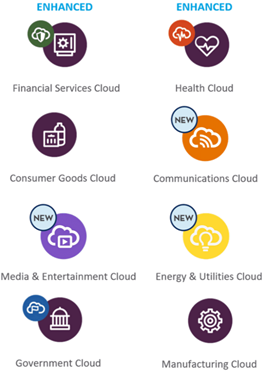 ENHANCED ENHANCED
Financial Services Cloud Health Cloud
NEW
Consumer Goods Cloud Communications Cloud
NEW NEW
Media & Entertainment Cloud Energy & Utilities Cloud
Government Cloud Manufacturing Cloud